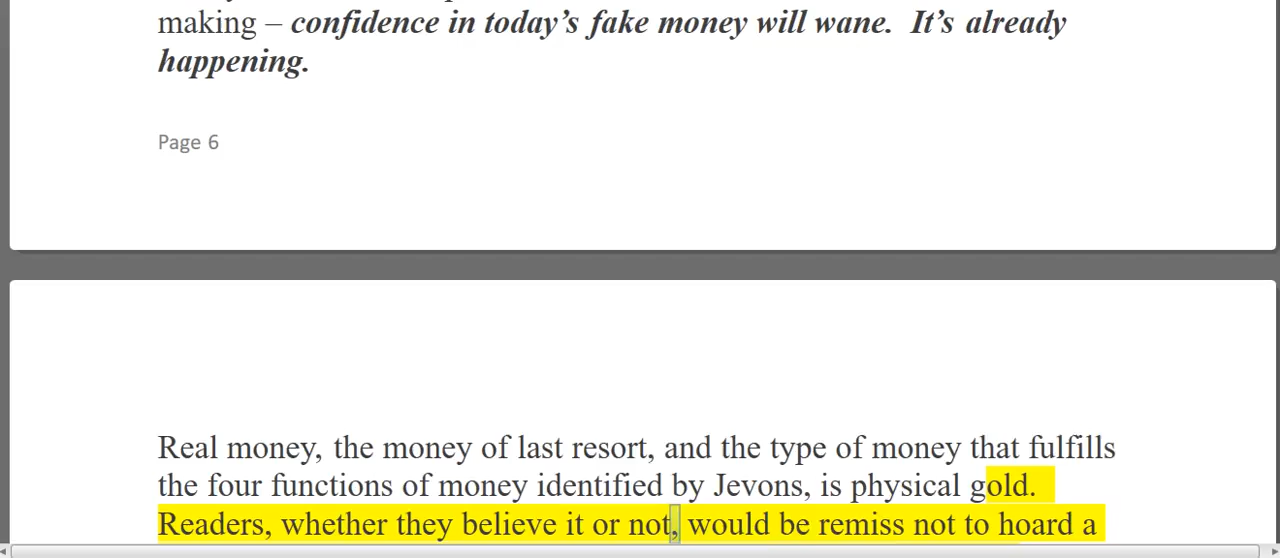 making – confidence in today’s fake money will wane.  It’s already
happening.
Page 6
Real money, the money of last resort, and the type of money that fulfills
the four functions of money identified by Jevons, is physical gold.
Readers, whether they believe it or not, would be remiss not to hoard a